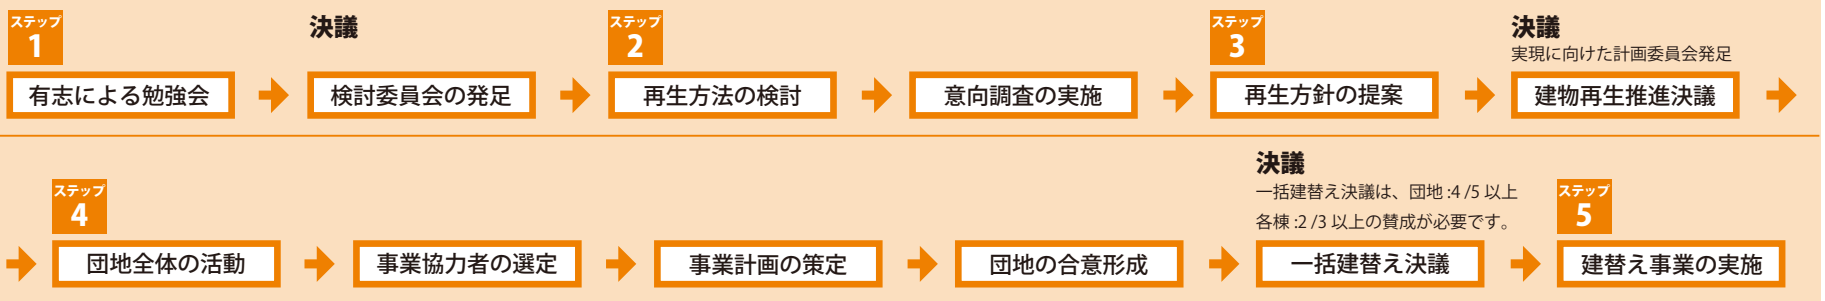 ステップ
1
有志による勉強会
決議
検討委員会の発足
ステップ
2
再生方法の検討
意向調査の実施
ステップ
3
再生方針の提案
決議
実現に向けた計画委員会発足
建物再生推進決議
ステップ
4
団地全体の活動
事業協力者の選定
事業計画の策定
団地の合意形成
決議
一括建替え決議は、団地:4/5以上
各棟:2/3以上の賛成が必要です。
一括建替え決議
ステップ
5
建替え事業の実施